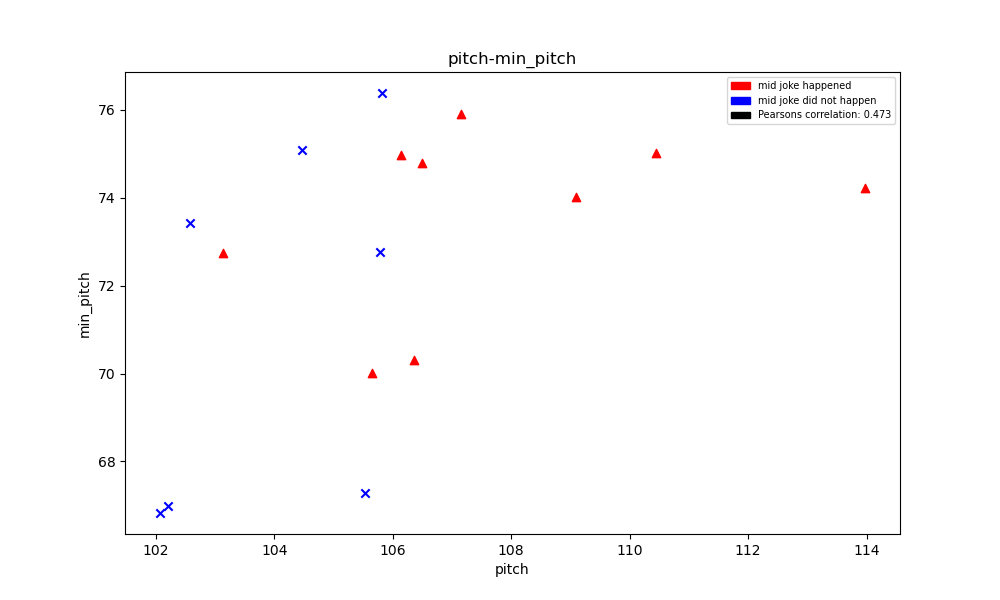 pitch-min_pitch
mid joke happened
mid joke did not happen
Pearsons correlation: 0.473
76
74
72
70
68
min_pitch
102
104
106
108
110
112
114
pitch